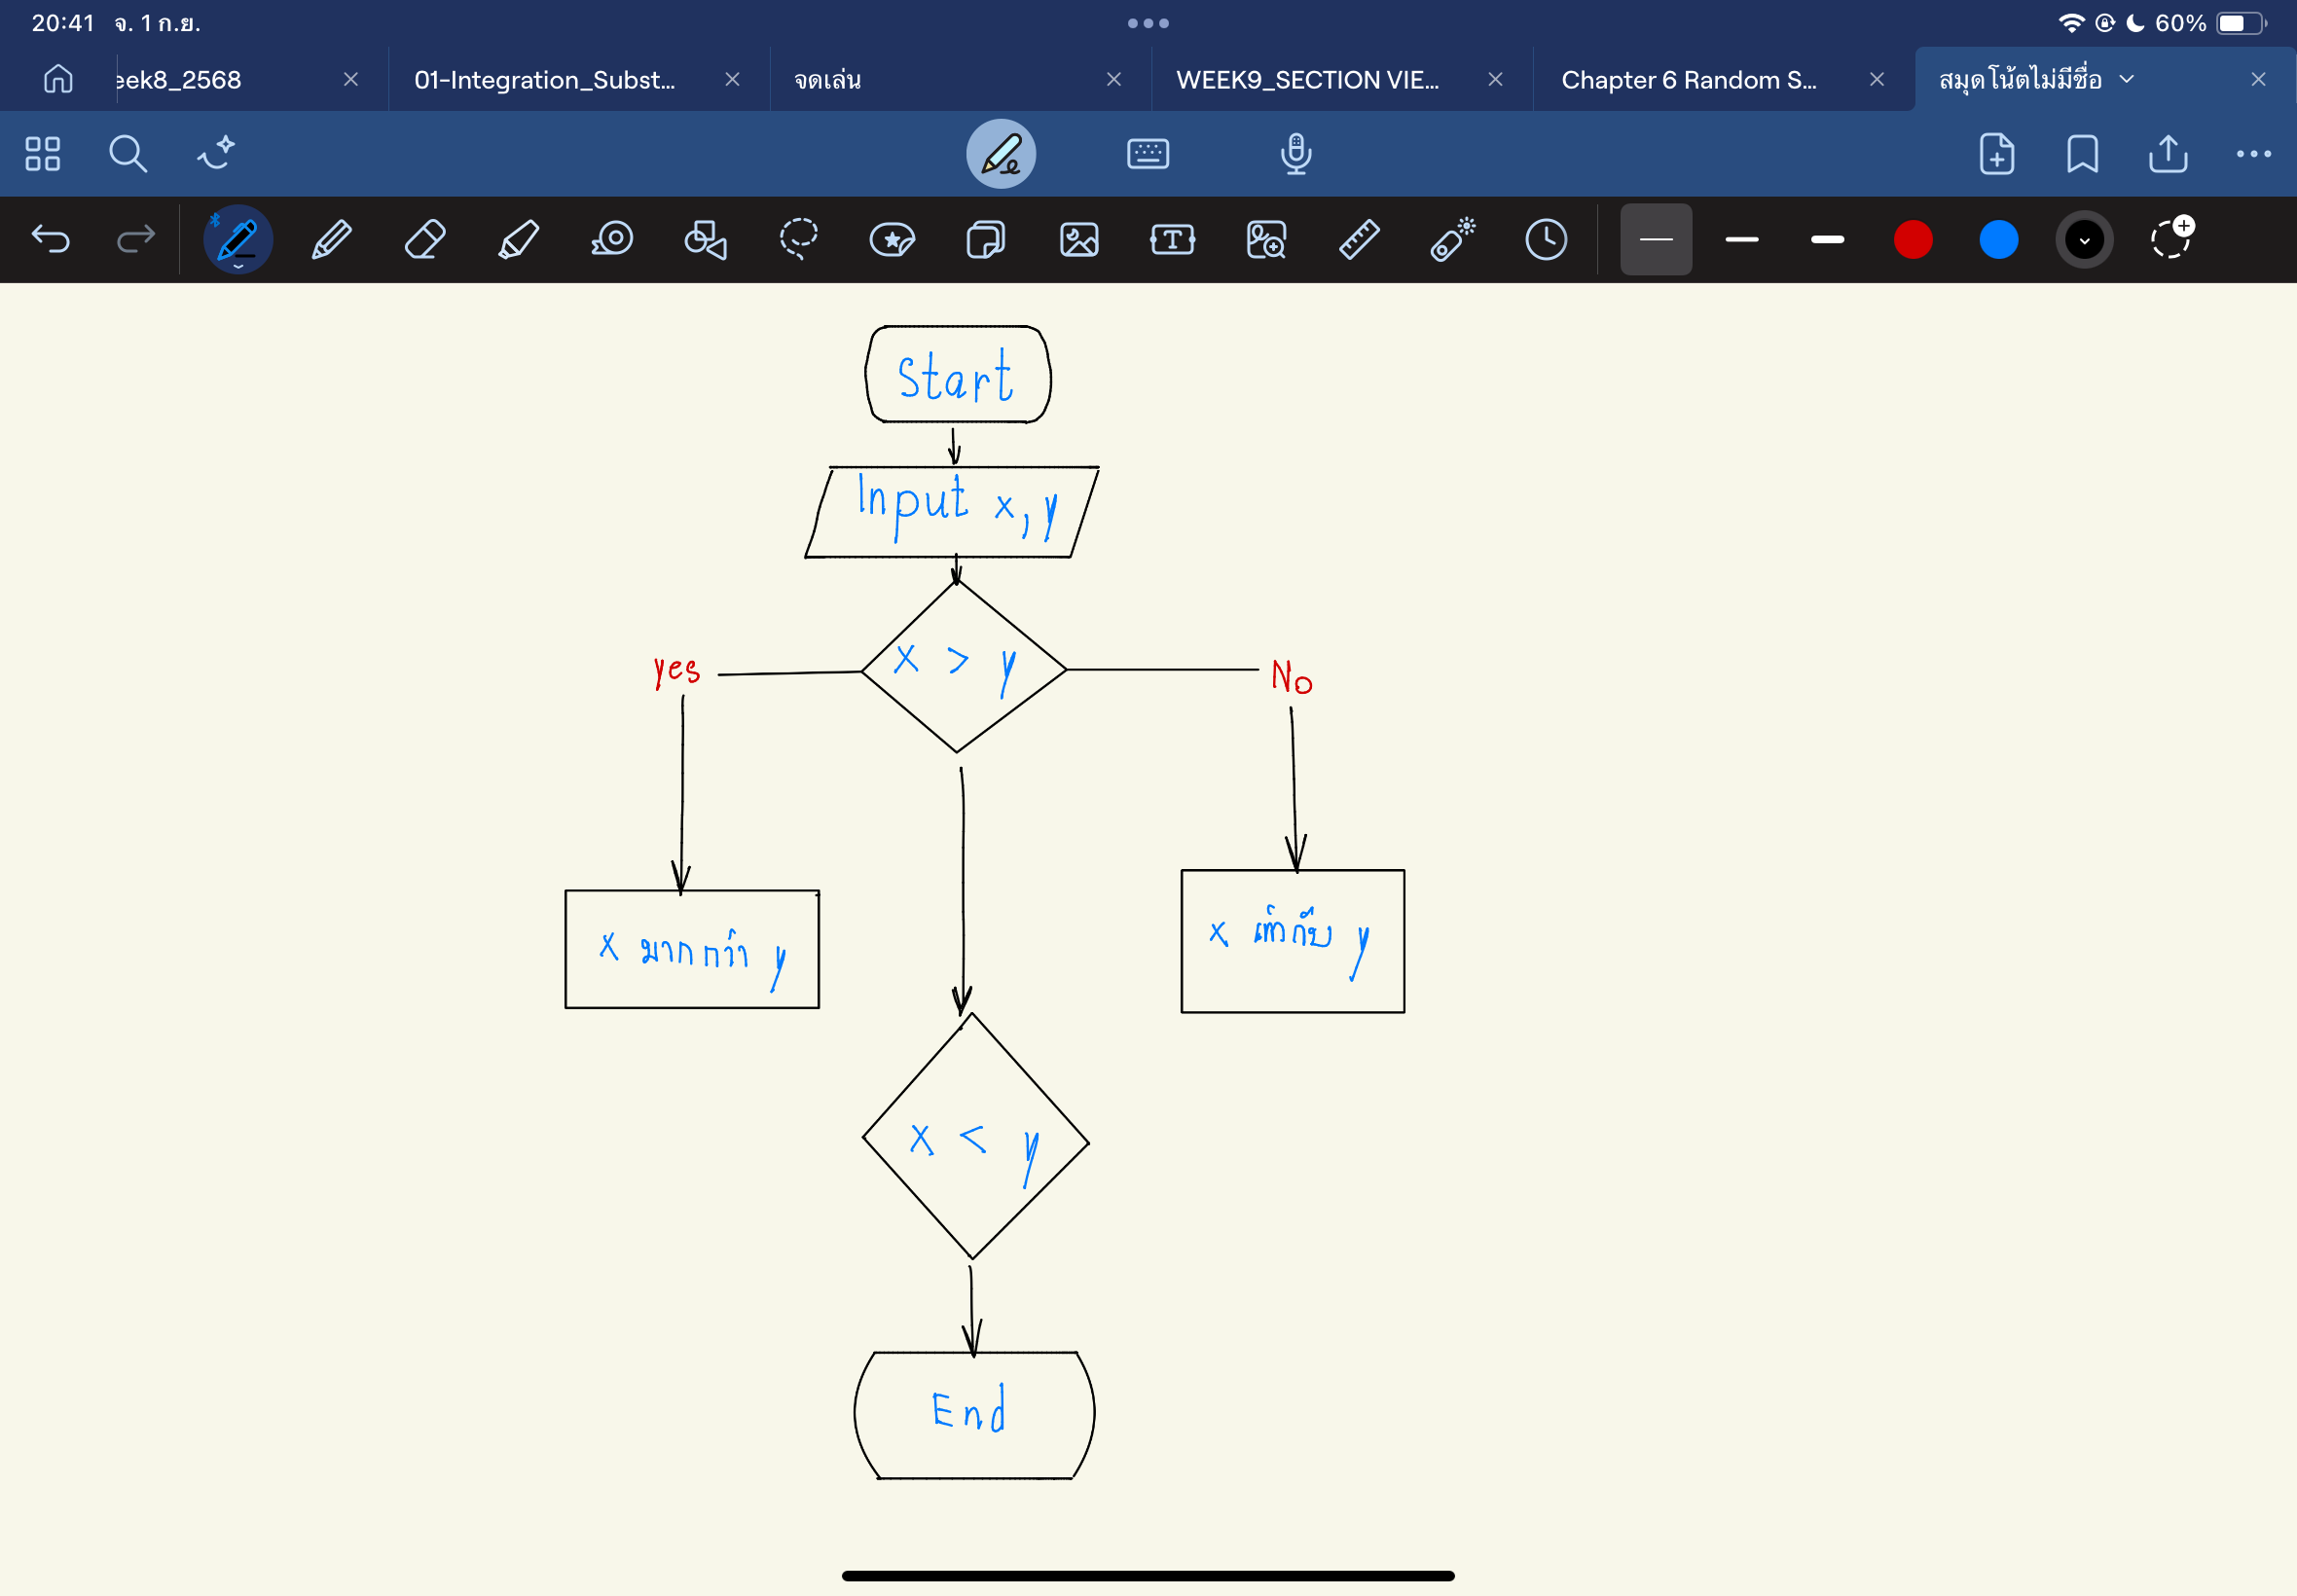 20:41 จ. 1 ก.ย. 60%
eek8_2568 01-Integration_Subst... จดเล่น WEEK9_SECTION VIE... Chapter 6 Random S... สมุดโน้ตไม่มีชื่อ
Start
Input x, y
yes x > y No
x มากกว่า y
x เท่ากับ y
x < y
End